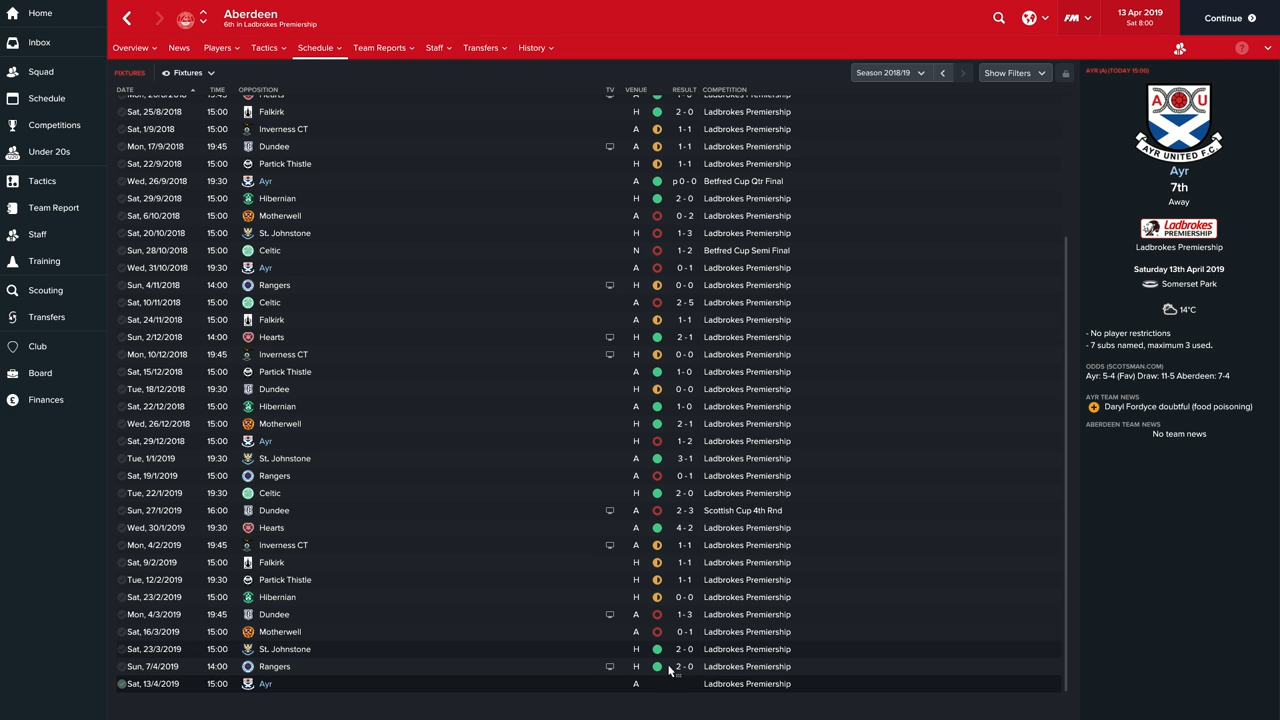 Home
Inbox
Squad
Schedule
Competitions
Under 20s
Tactics
Team Report
Staff
Training
Scouting
Transfers
Club
Board
Finances
Aberdeen
6th in Ladbrokes Premiership
FM
13 Apr 2019
Sat 8:00
Continue
Overview News Players Tactics Schedule Team Reports Staff Transfers History
FIXTURES Fixtures Season 2018/19 Show Filters
DATE TIME OPPOSITION TV VENUE RESULT COMPETITION
Sat, 25/8/2018 15:00 Falkirk H 2 - 0 Ladbrokes Premiership
Sat, 1/9/2018 15:00 Inverness CT A 1 - 1 Ladbrokes Premiership
Mon, 17/9/2018 19:45 Dundee A 1 - 1 Ladbrokes Premiership
Sat, 22/9/2018 15:00 Partick Thistle H 1 - 1 Ladbrokes Premiership
Wed, 26/9/2018 19:30 Ayr A p 0 - 0 Betfred Cup Qtr Final
Sat, 29/9/2018 15:00 Hibernian H 2 - 0 Ladbrokes Premiership
Sat, 6/10/2018 15:00 Motherwell A 0 - 2 Ladbrokes Premiership
Sat, 20/10/2018 15:00 St. Johnstone H 1 - 3 Ladbrokes Premiership
Sun, 28/10/2018 15:00 Celtic N 1 - 2 Betfred Cup Semi Final
Wed, 31/10/2018 19:30 Ayr H 0 - 1 Ladbrokes Premiership
Sun, 4/11/2018 14:00 Rangers H 0 - 0 Ladbrokes Premiership
Sat, 10/11/2018 15:00 Celtic A 2 - 5 Ladbrokes Premiership
Sat, 24/11/2018 15:00 Falkirk A 1 - 1 Ladbrokes Premiership
Sun, 2/12/2018 14:00 Hearts H 2 - 1 Ladbrokes Premiership
Mon, 10/12/2018 19:45 Inverness CT H 0 - 0 Ladbrokes Premiership
Sat, 15/12/2018 15:00 Partick Thistle A 1 - 0 Ladbrokes Premiership
Tue, 18/12/2018 19:30 Dundee H 0 - 0 Ladbrokes Premiership
Sat, 22/12/2018 15:00 Hibernian A 1 - 0 Ladbrokes Premiership
Wed, 26/12/2018 15:00 Motherwell H 2 - 1 Ladbrokes Premiership
Sat, 29/12/2018 15:00 Ayr A 1 - 2 Ladbrokes Premiership
Tue, 1/1/2019 19:30 St. Johnstone A 3 - 1 Ladbrokes Premiership
Sat, 19/1/2019 15:00 Rangers A 0 - 1 Ladbrokes Premiership
Tue, 22/1/2019 19:30 Celtic H 2 - 0 Ladbrokes Premiership
Sun, 27/1/2019 16:00 Dundee A 2 - 3 Scottish Cup 4th Rnd
Wed, 30/1/2019 19:30 Hearts A 4 - 2 Ladbrokes Premiership
Mon, 4/2/2019 19:45 Inverness CT A 1 - 1 Ladbrokes Premiership
Sat, 9/2/2019 15:00 Falkirk H 1 - 1 Ladbrokes Premiership
Tue, 12/2/2019 19:30 Partick Thistle H 1 - 1 Ladbrokes Premiership
Sat, 23/2/2019 15:00 Hibernian H 0 - 0 Ladbrokes Premiership
Mon, 4/3/2019 19:45 Dundee A 1 - 3 Ladbrokes Premiership
Sat, 16/3/2019 15:00 Motherwell A 0 - 1 Ladbrokes Premiership
Sat, 23/3/2019 15:00 St. Johnstone H 2 - 0 Ladbrokes Premiership
Sun, 7/4/2019 14:00 Rangers H 2 - 0 Ladbrokes Premiership
Sat, 13/4/2019 15:00 Ayr A Ladbrokes Premiership
AYR (A) (TODAY 15:00)
A U
AYR UNITED F.C.
Ayr
7th
Away
Ladbrokes
PREMIERSHIP
Ladbrokes Premiership
Saturday 13th April 2019
Somerset Park
14°C
- No player restrictions
- 7 subs named, maximum 3 used.
ODDS (SCOTSMAN.COM)
Ayr: 5-4 (Fav) Draw: 11-5 Aberdeen: 7-4
AYR TEAM NEWS
Daryl Fordyce doubtful (food poisoning)
ABERDEEN TEAM NEWS
No team news